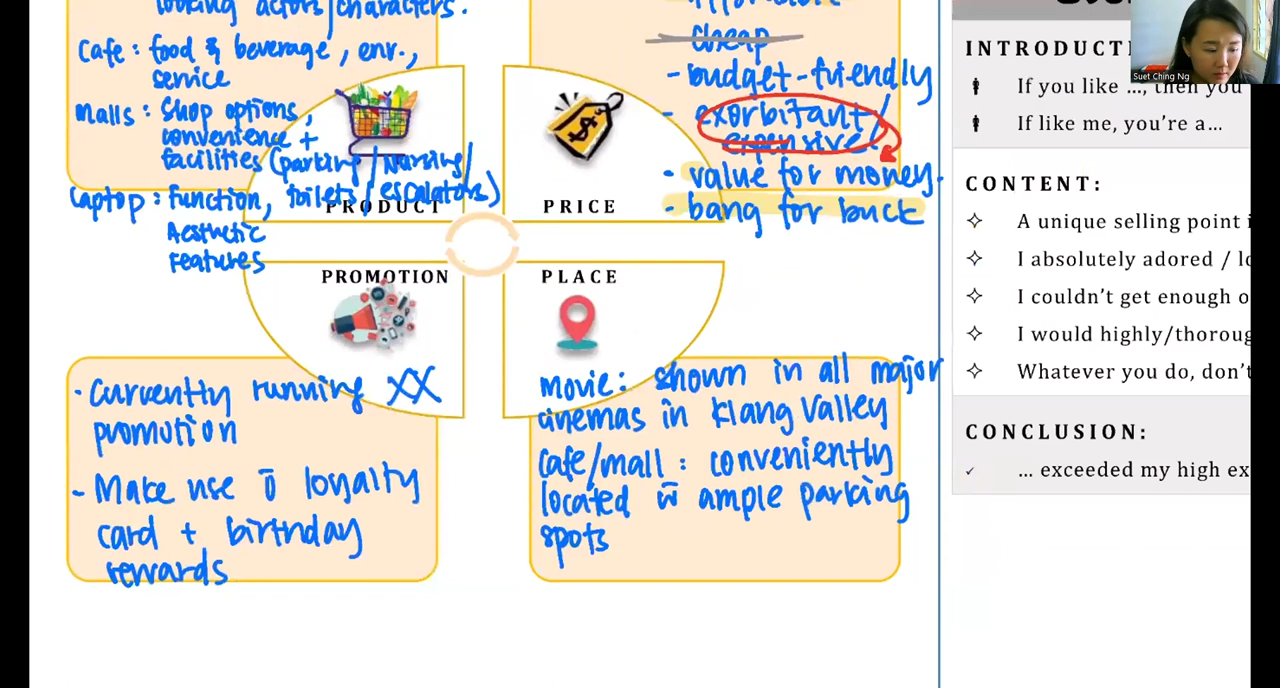 looking actors/characters.
Cafe: food & beverage, env.,
service
Malls: Shop options,
convenience +
facilities (parking/nursing/
toilets/escalators)
Laptop: Function,
Aesthetic
Features
PRODUCT
affordable
cheap
- budget-friendly
- exorbitant/
expensive
- value for money.
- bang for buck
PRICE
PROMOTION
• Currently running XX
promotion
- Make use ō loyalty
card + birthday
rewards
PLACE
Movie: shown in all major
cinemas in Klang Valley
Cafe/mall: conveniently
located w̄ ample parking
spots
Suet Ching Ng
INTRODUCTI
If you like …, then you
If like me, you're a…
CONTENT:
A unique selling point i
I absolutely adored / lo
I couldn't get enough o
I would highly/thoroug
Whatever you do, don't
CONCLUSION:
… exceeded my high ex